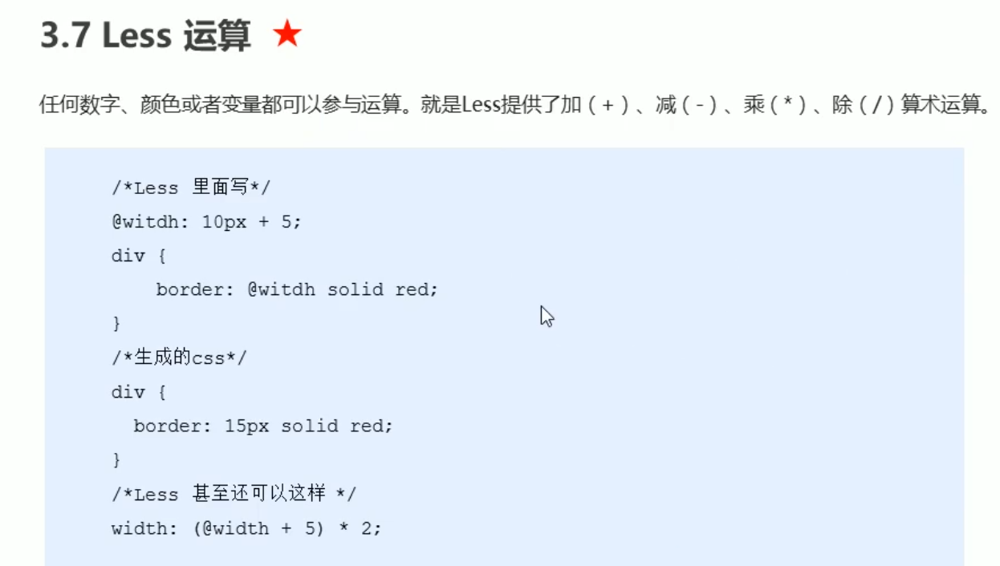 3.7 Less 运算 ★
任何数字、颜色或者变量都可以参与运算。就是Less提供了加（+）、减（-）、乘（*）、除（/）算术运算。
/*Less 里面写*/
@witdh: 10px + 5;
div {
    border: @witdh solid red;
}
/*生成的css*/
div {
  border: 15px solid red;
}
/*Less 甚至还可以这样 */
width: (@width + 5) * 2;